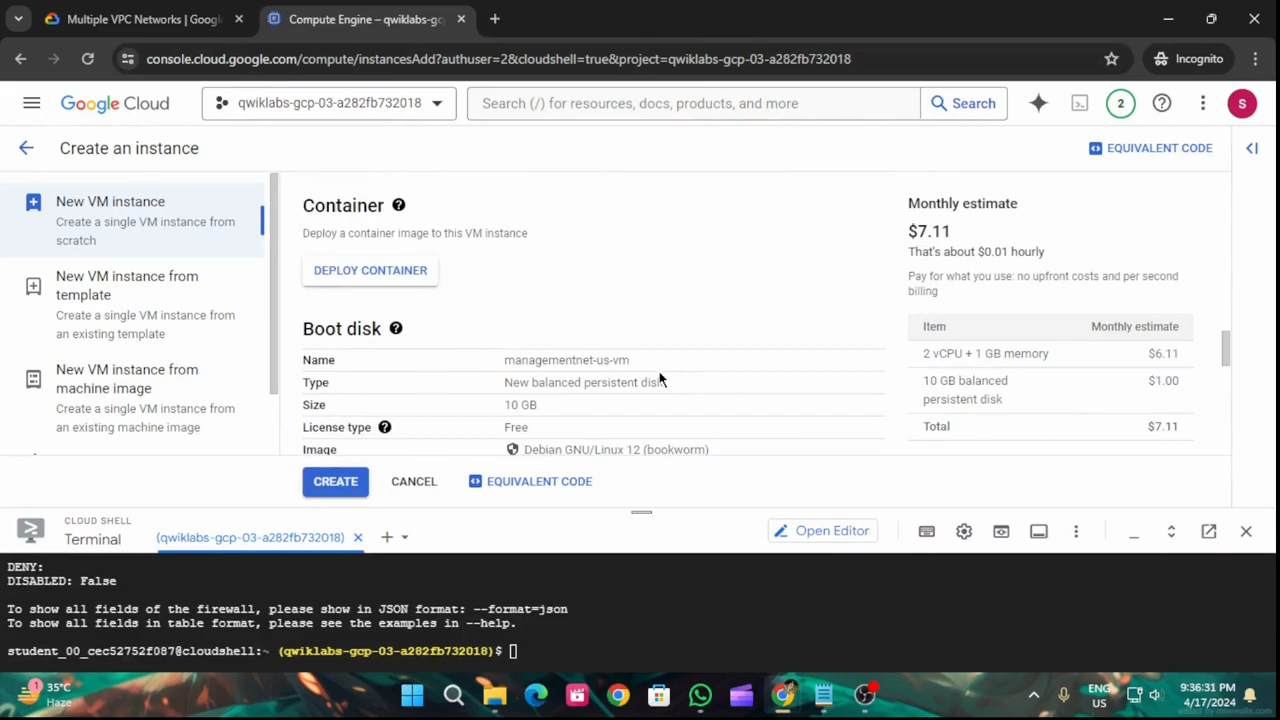 Multiple VPC Networks | Googl
Compute Engine – qwiklabs-gc
console.cloud.google.com/compute/instancesAdd?authuser=2&cloudshell=true&project=qwiklabs-gcp-03-a282fb732018
Incognito
Google Cloud
qwiklabs-gcp-03-a282fb732018
Search (/) for resources, docs, products, and more
Search
2
S
Create an instance
EQUIVALENT CODE
New VM instance
Create a single VM instance from
scratch
New VM instance from
template
Create a single VM instance from
an existing template
New VM instance from
machine image
Create a single VM instance from
an existing machine image
Container
Deploy a container image to this VM instance
DEPLOY CONTAINER
Boot disk
Name managementnet-us-vm
Type New balanced persistent disk
Size 10 GB
License type Free
Image Debian GNU/Linux 12 (bookworm)
Monthly estimate
$7.11
That's about $0.01 hourly
Pay for what you use: no upfront costs and per second
billing
Item Monthly estimate
2 vCPU + 1 GB memory $6.11
10 GB balanced
persistent disk $1.00
Total $7.11
CREATE CANCEL EQUIVALENT CODE
CLOUD SHELL
Terminal
(qwiklabs-gcp-03-a282fb732018)
Open Editor
DENY:
DISABLED: False
To show all fields of the firewall, please show in JSON format: --format=json
To show all fields in table format, please see the examples in --help.
student_00_cec52752f087@cloudshell:~ (qwiklabs-gcp-03-a282fb732018)$
1
35°C
Haze
ENG
US
9:36:31 PM
4/17/2024